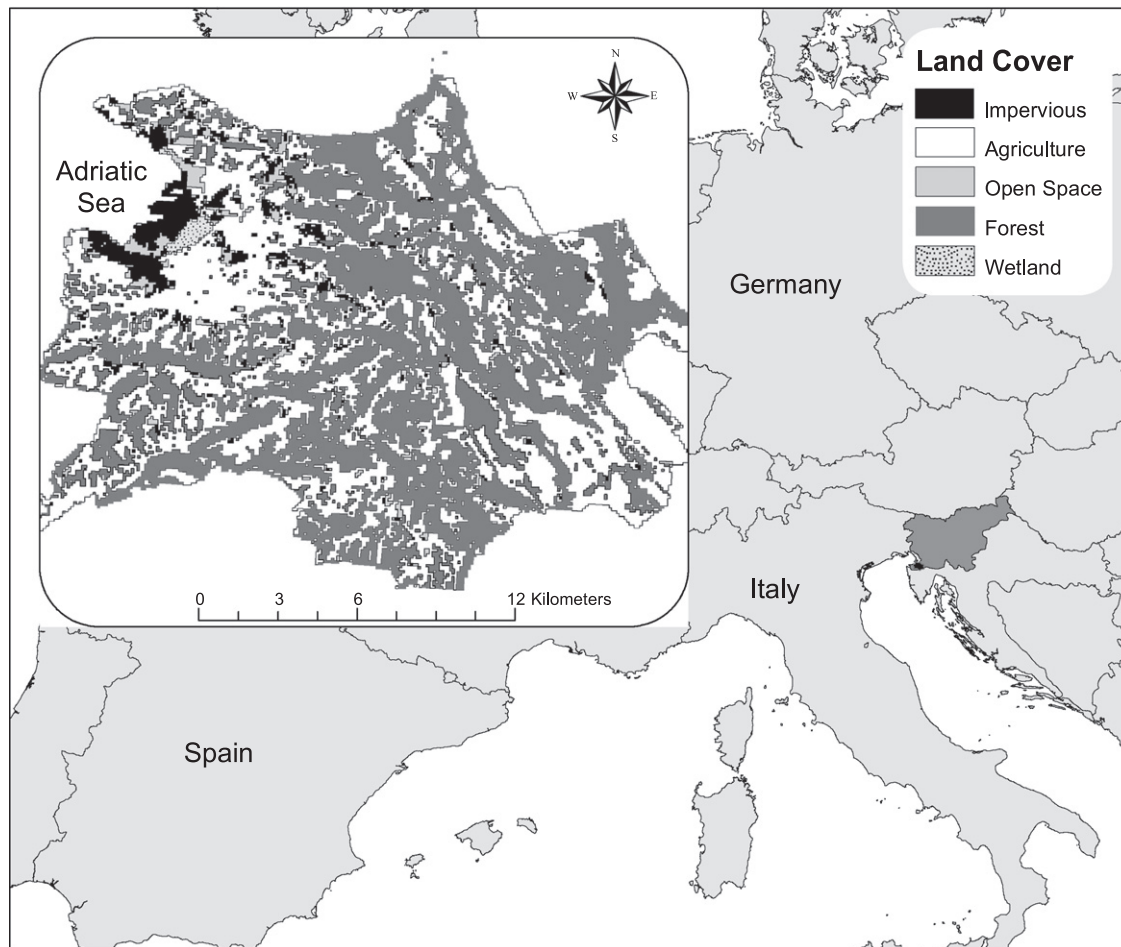 Land Cover
Impervious
Agriculture
Open Space
Forest
Wetland
N
W E
S
Adriatic
Sea
Germany
Italy
0 3 6 12 Kilometers
Spain